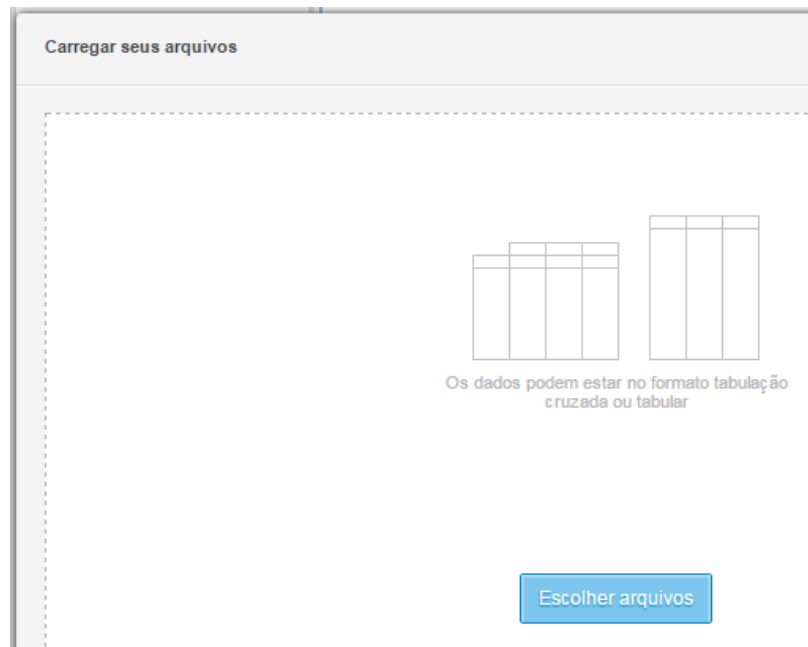 Carregar seus arquivos
Os dados podem estar no formato tabulação
cruzada ou tabular
Escolher arquivos